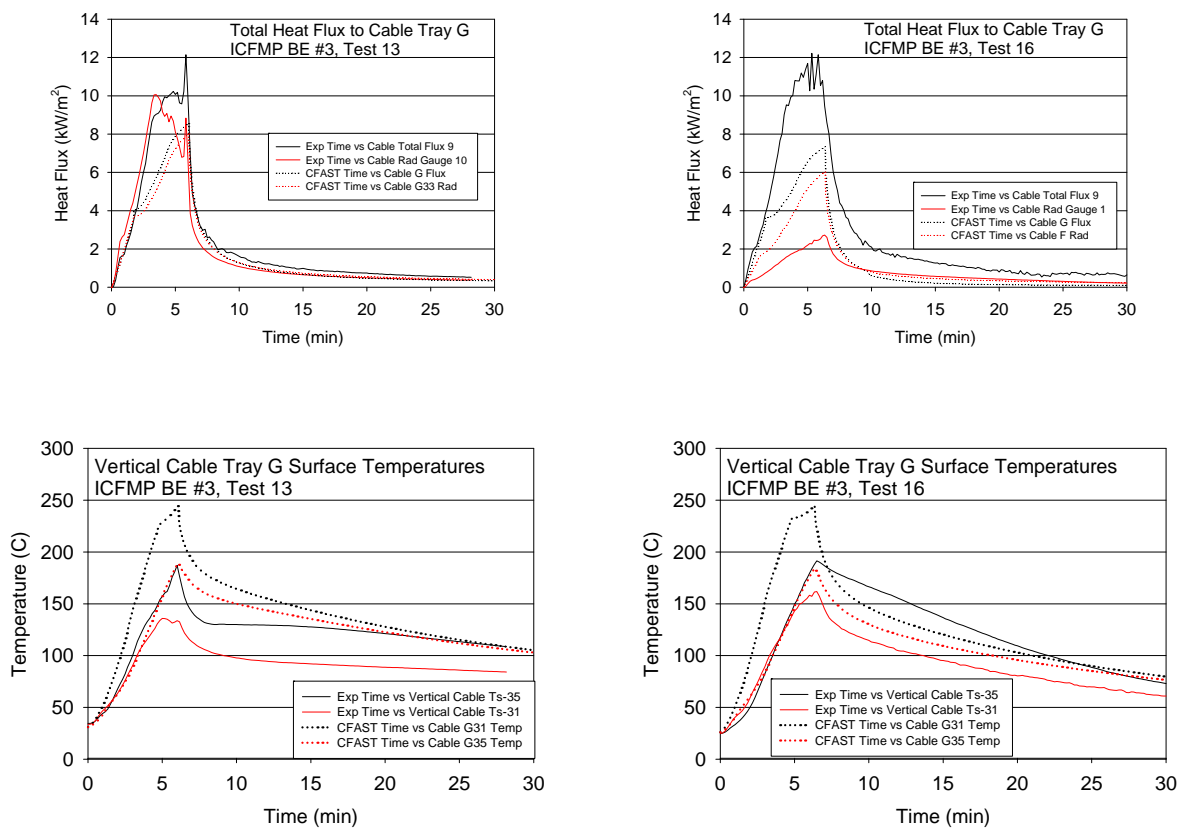 Total Heat Flux to Cable Tray G
ICFMP BE #3, Test 13
14
12
10
8
6
4
2
0
Heat Flux (kW/m²)
Exp Time vs Cable Total Flux 9
Exp Time vs Cable Rad Gauge 10
CFAST Time vs Cable G Flux
CFAST Time vs Cable G33 Rad
0 5 10 15 20 25 30
Time (min)
Total Heat Flux to Cable Tray G
ICFMP BE #3, Test 16
14
12
10
8
6
4
2
0
Heat Flux (kW/m²)
Exp Time vs Cable Total Flux 9
Exp Time vs Cable Rad Gauge 1
CFAST Time vs Cable G Flux
CFAST Time vs Cable F Rad
0 5 10 15 20 25 30
Time (min)
Vertical Cable Tray G Surface Temperatures
ICFMP BE #3, Test 13
300
250
200
150
100
50
0
Temperature (C)
Exp Time vs Vertical Cable Ts-35
Exp Time vs Vertical Cable Ts-31
CFAST Time vs Cable G31 Temp
CFAST Time vs Cable G35 Temp
0 5 10 15 20 25 30
Time (min)
Vertical Cable Tray G Surface Temperatures
ICFMP BE #3, Test 16
300
250
200
150
100
50
0
Temperature (C)
Exp Time vs Vertical Cable Ts-35
Exp Time vs Vertical Cable Ts-31
CFAST Time vs Cable G31 Temp
CFAST Time vs Cable G35 Temp
0 5 10 15 20 25 30
Time (min)